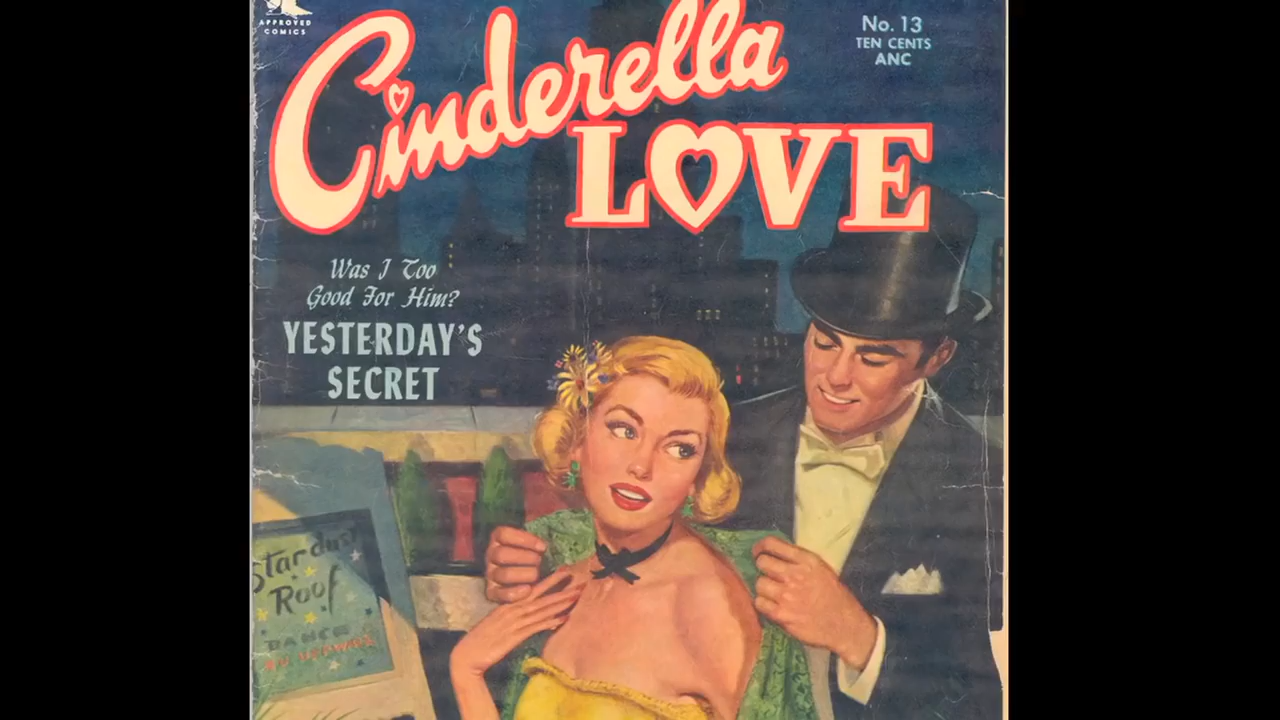 APPROVED
COMICS
Cinderella
LOVE
No. 13
TEN CENTS
ANC
Was I Too
Good For Him?
YESTERDAY'S
SECRET
Stardust
Roof
DANCE